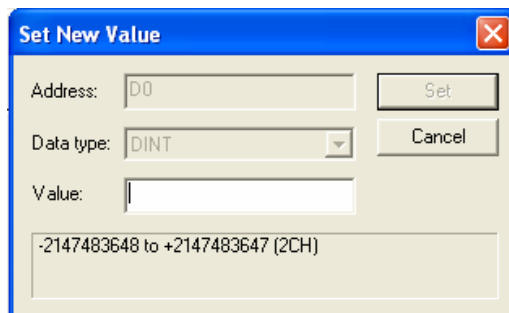 Set New Value
Address: D0 Set
Data type: DINT Cancel
Value:
-2147483648 to +2147483647 (2CH)